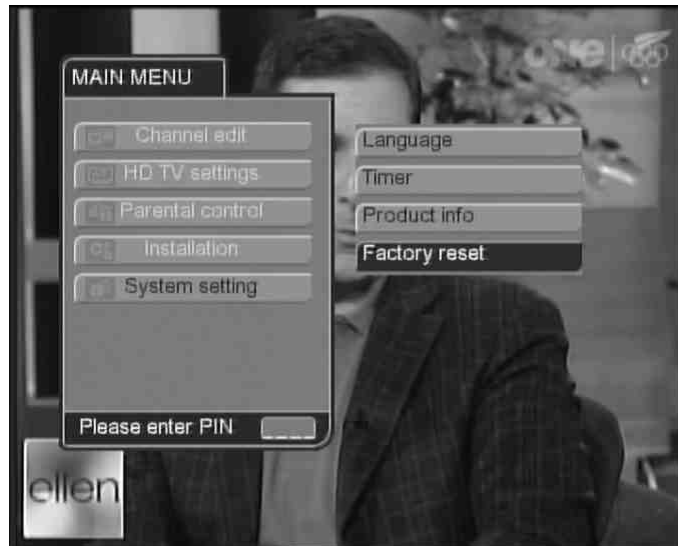 MAIN MENU
Channel edit
HD TV settings
Parental control
Installation
System setting
Language
Timer
Product info
Factory reset
Please enter PIN
ellen